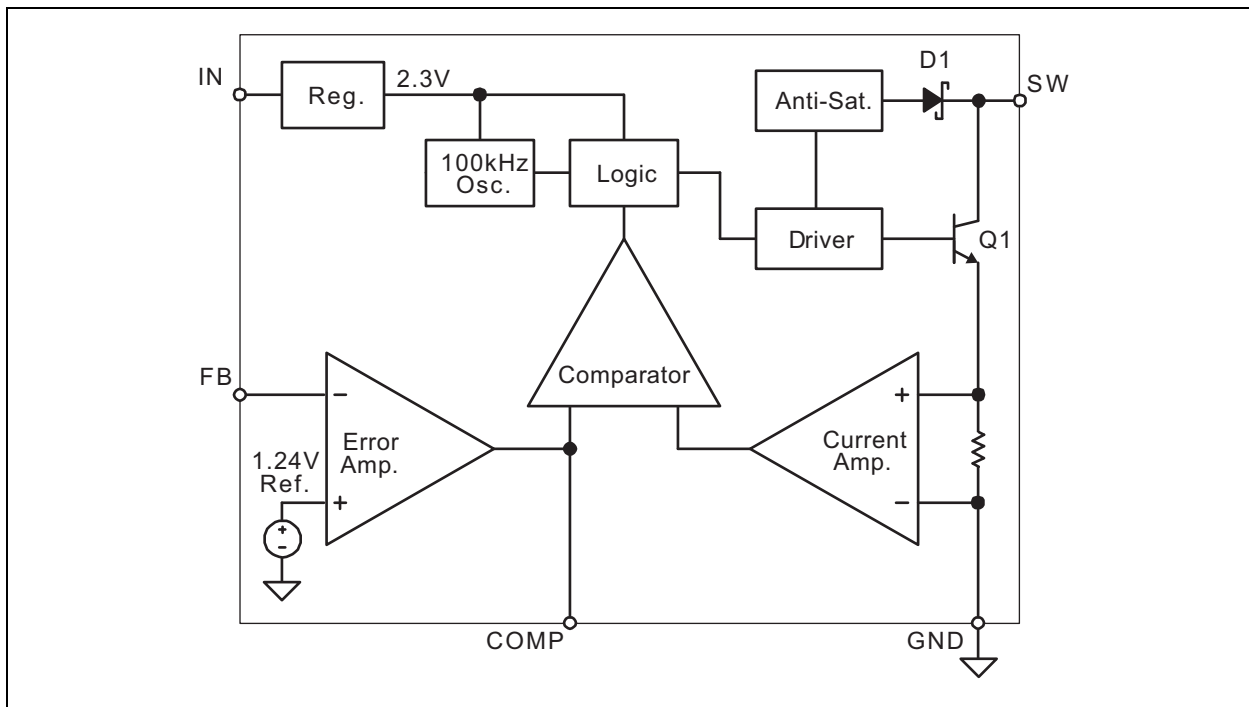 IN
Reg.
2.3V
Anti-Sat.
D1
SW
100kHz
Osc.
Logic
Driver
Q1
FB
−
Error
Amp.
1.24V
Ref.
+
+
−
Comparator
+
Current
Amp.
−
COMP
GND